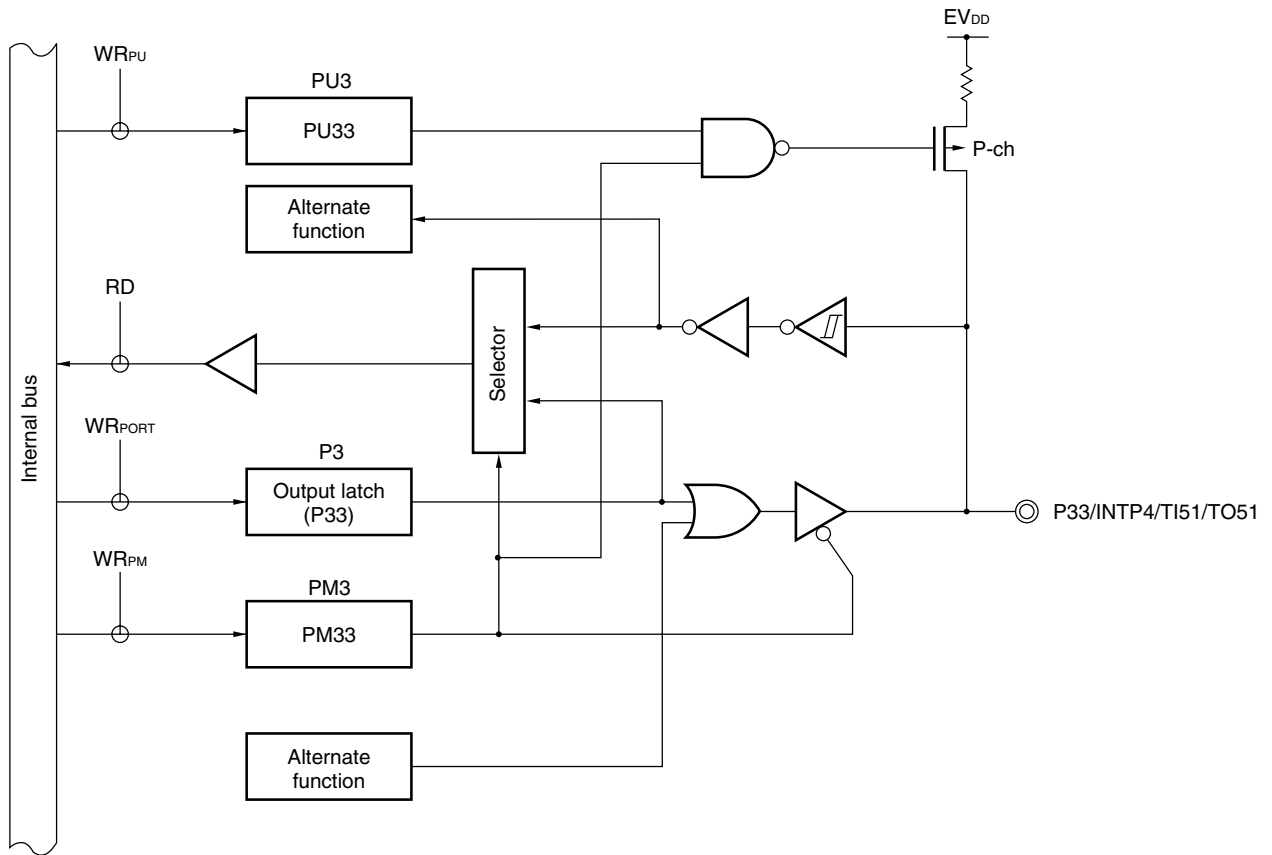 EVDD
WRPU
PU3
PU33
P-ch
Alternate
function
RD
Selector
Internal bus
WRPORT
P3
Output latch
(P33)
P33/INTP4/TI51/TO51
WRPM
PM3
PM33
Alternate
function